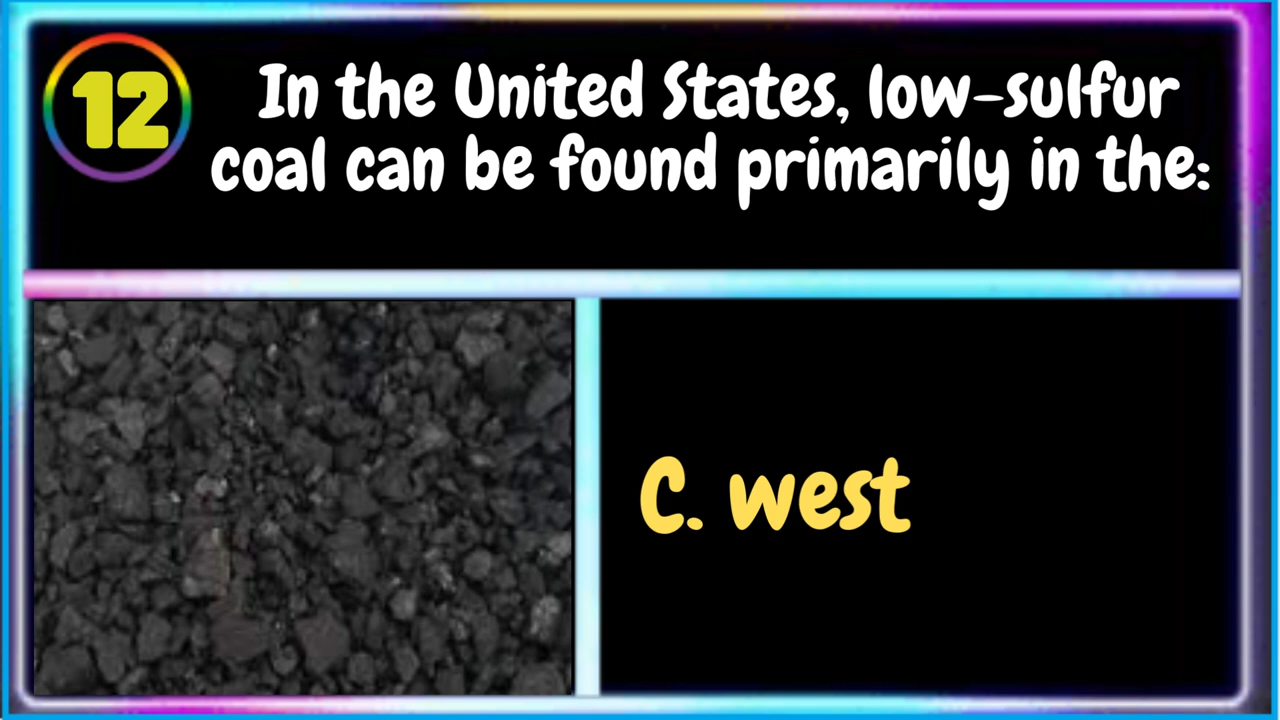 12
In the United States, low-sulfur
coal can be found primarily in the:
C. west